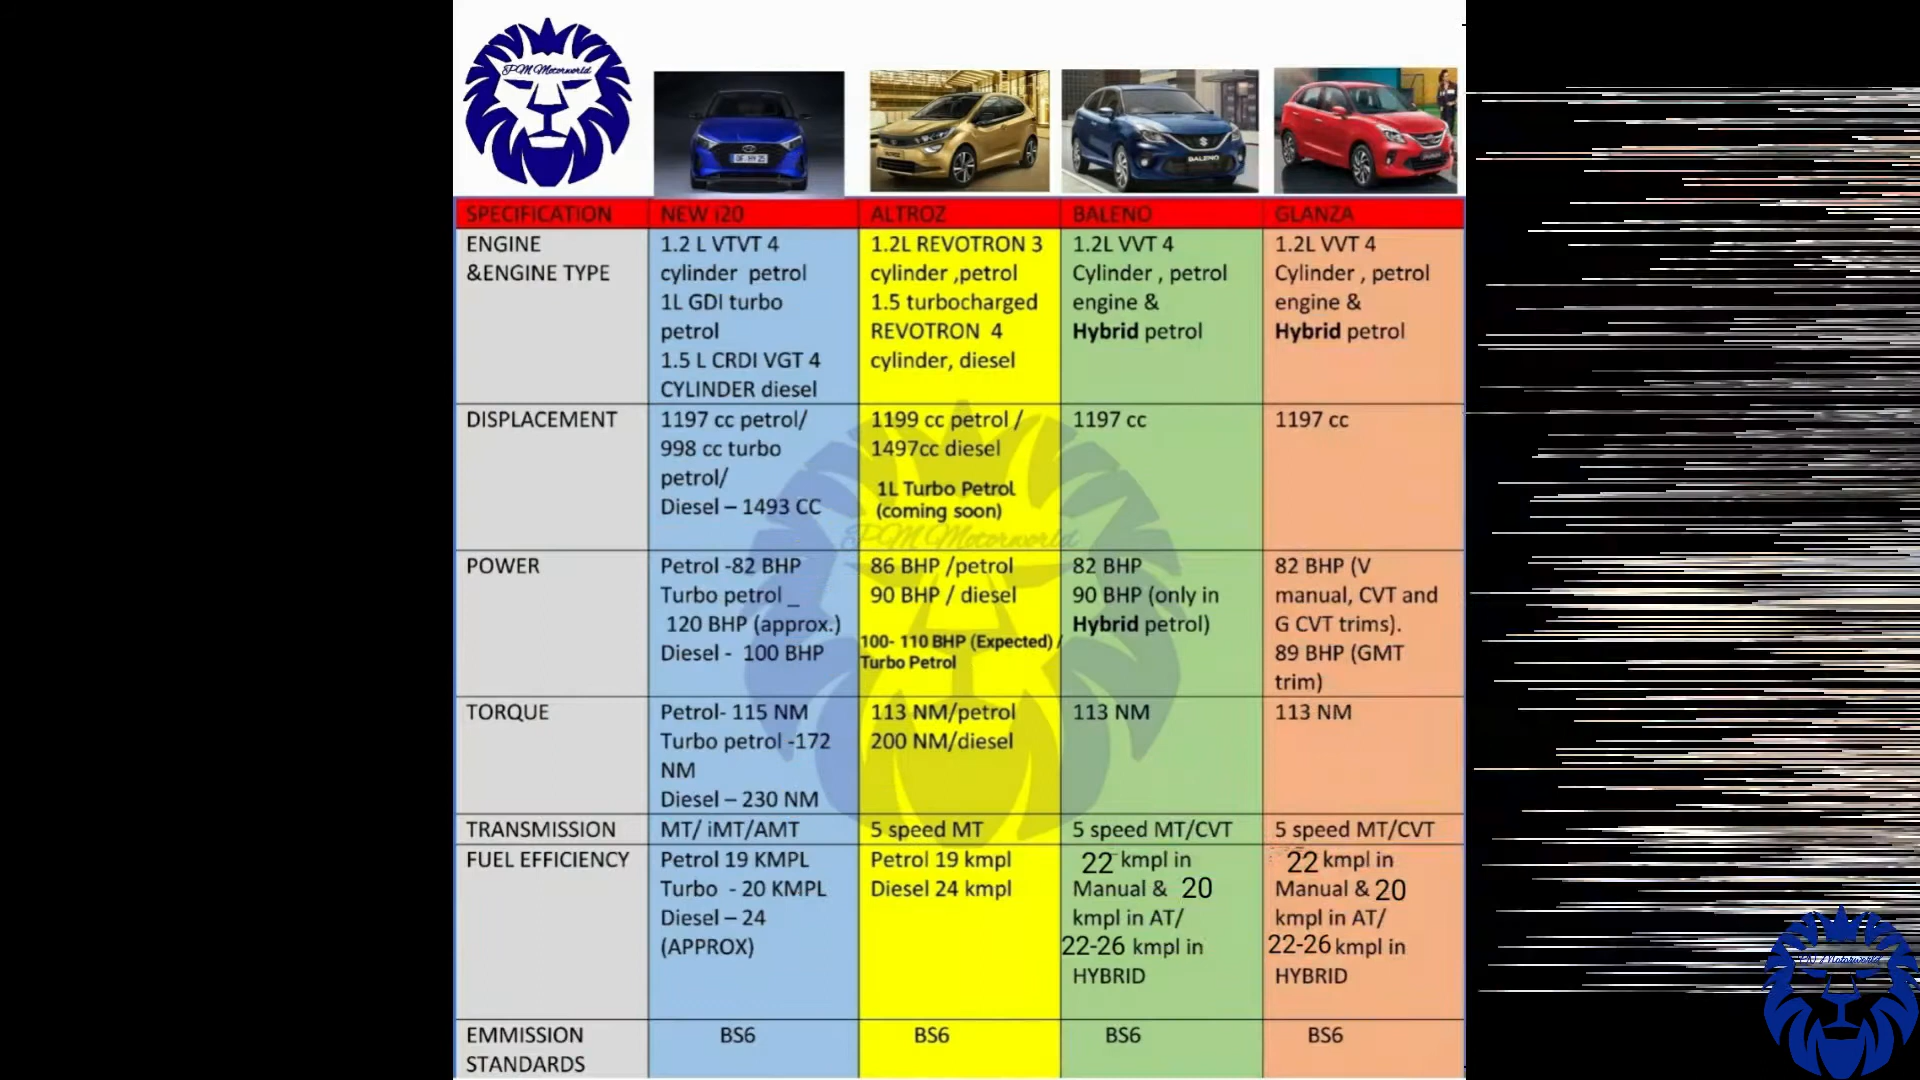 PM Motorworld
BALENO
SPECIFICATION
NEW i20
ALTROZ
BALENO
GLANZA
ENGINE
&ENGINE TYPE
1.2 L VTVT 4
cylinder petrol
1L GDI turbo
petrol
1.5 L CRDI VGT 4
CYLINDER diesel
1.2L REVOTRON 3
cylinder ,petrol
1.5 turbocharged
REVOTRON 4
cylinder, diesel
1.2L VVT 4
Cylinder , petrol
engine &
Hybrid petrol
1.2L VVT 4
Cylinder , petrol
engine &
Hybrid petrol
DISPLACEMENT
1197 cc petrol/
998 cc turbo
petrol/
Diesel – 1493 CC
1199 cc petrol /
1497cc diesel
1L Turbo Petrol
(coming soon)
1197 cc
1197 cc
PM Motorworld
POWER
Petrol -82 BHP
Turbo petrol _
120 BHP (approx.)
Diesel - 100 BHP
86 BHP /petrol
90 BHP / diesel
100- 110 BHP (Expected) /
Turbo Petrol
82 BHP
90 BHP (only in
Hybrid petrol)
82 BHP (V
manual, CVT and
G CVT trims).
89 BHP (GMT
trim)
TORQUE
Petrol- 115 NM
Turbo petrol -172
NM
Diesel – 230 NM
113 NM/petrol
200 NM/diesel
113 NM
113 NM
TRANSMISSION
MT/ iMT/AMT
5 speed MT
5 speed MT/CVT
5 speed MT/CVT
FUEL EFFICIENCY
Petrol 19 KMPL
Turbo - 20 KMPL
Diesel – 24
(APPROX)
Petrol 19 kmpl
Diesel 24 kmpl
22 kmpl in
Manual & 20
kmpl in AT/
22-26 kmpl in
HYBRID
22 kmpl in
Manual & 20
kmpl in AT/
22-26 kmpl in
HYBRID
EMMISSION
STANDARDS
BS6
BS6
BS6
BS6
PM Motorworld